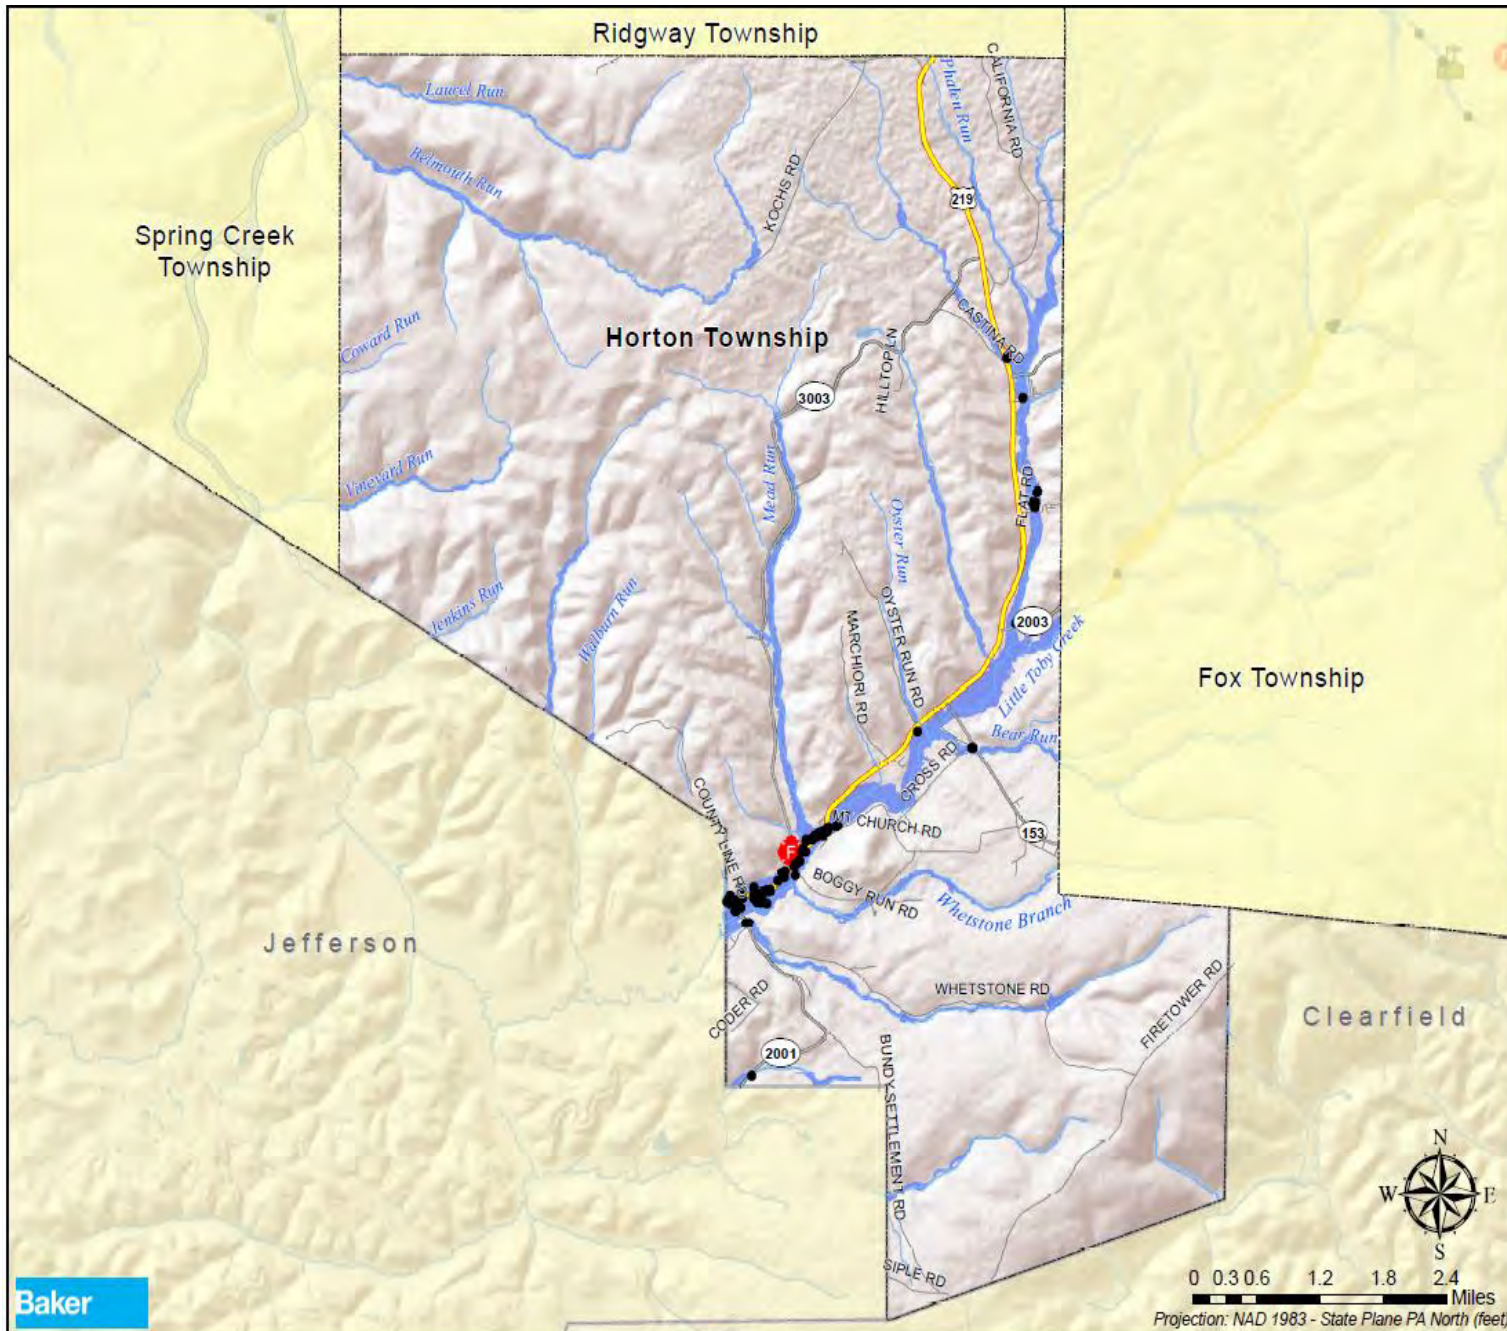 Ridgway Township
Laurel Run
Phalen Run
CALIFORNIA RD
Belmouth Run
KOCHS RD
219
Spring Creek
Township
Coward Run
Horton Township
CASTINA RD
HILLTOP LN
3003
Vineyard Run
Mead Run
FLAT RD
Oyster Run
Jenkins Run
Walburn Run
OYSTER RUN RD
MARCHIORI RD
2003
Little Toby Creek
Fox Township
Bear Run
CROSS RD
COUNTY LINE RD
MT CHURCH RD
153
F
BOGGY RUN RD
Whetstone Branch
Jefferson
WHETSTONE RD
FIRETOWER RD
CODER RD
Clearfield
2001
BUNDY SETTLEMENT RD
SIPLE RD
N
W E
S
0 0.3 0.6 1.2 1.8 2.4
Miles
Baker
Projection: NAD 1983 - State Plane PA North (feet)